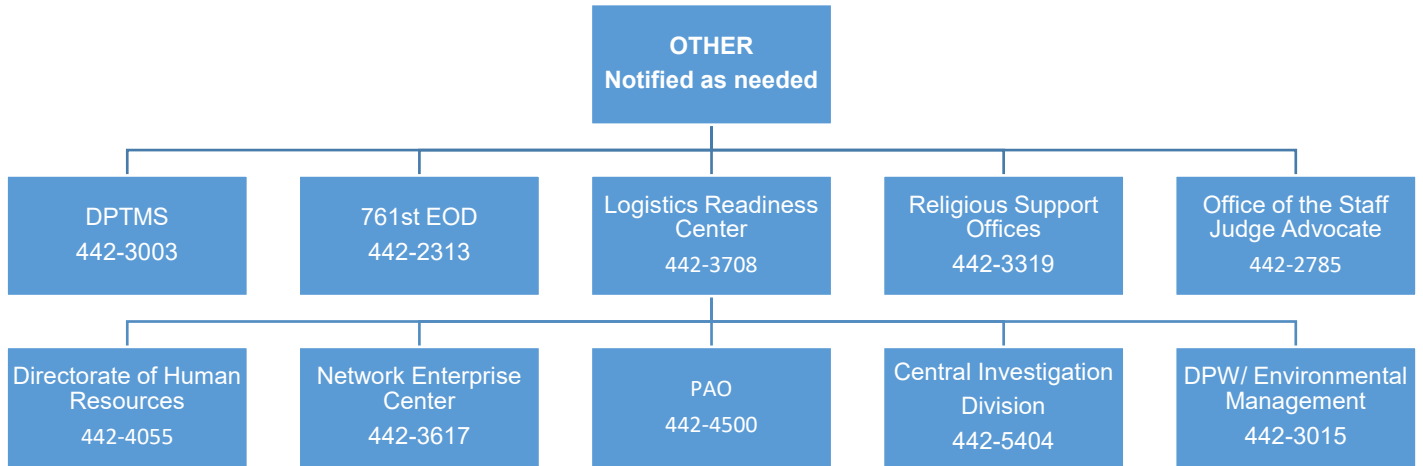 OTHER
Notified as needed
DPTMS
442-3003
761st EOD
442-2313
Logistics Readiness
Center
442-3708
Religious Support
Offices
442-3319
Office of the Staff
Judge Advocate
442-2785
Directorate of Human
Resources
442-4055
Network Enterprise
Center
442-3617
PAO
442-4500
Central Investigation
Division
442-5404
DPW/ Environmental
Management
442-3015